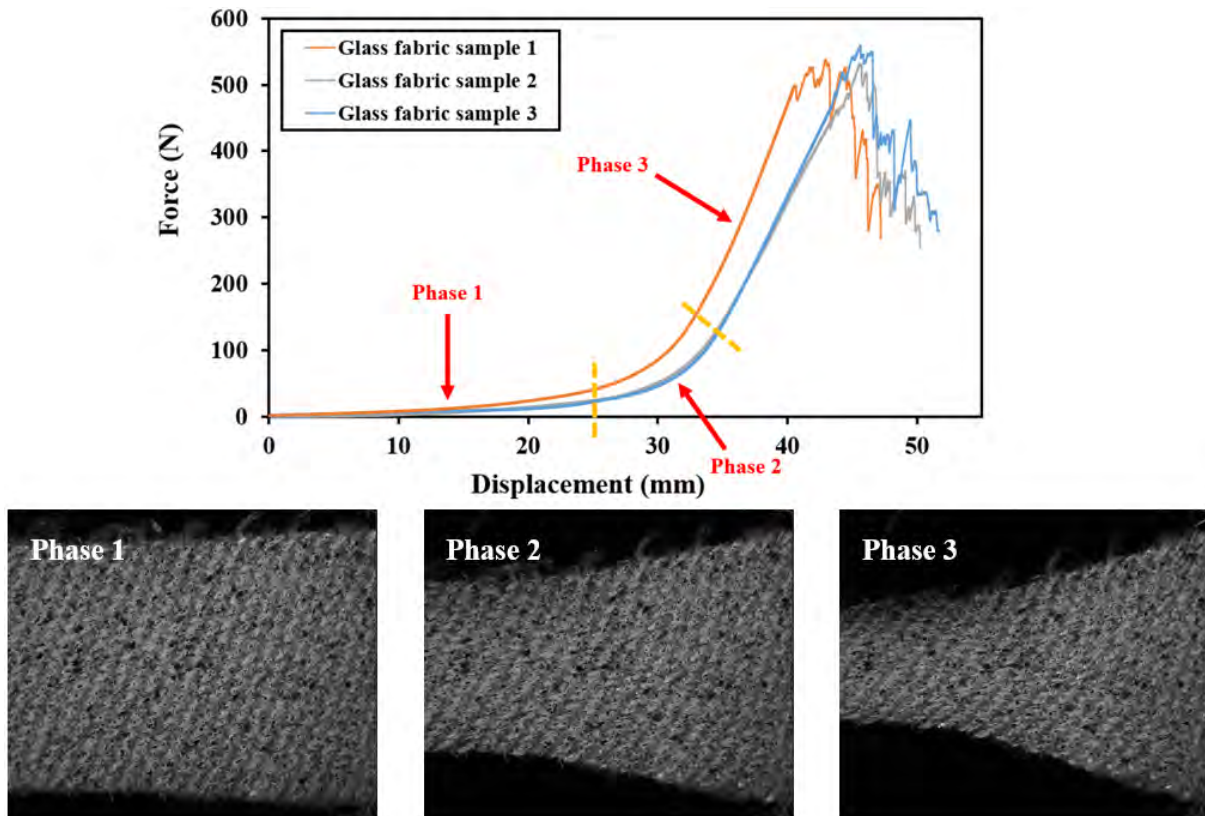 600
500
400
300
200
100
0
Force (N)
Glass fabric sample 1
Glass fabric sample 2
Glass fabric sample 3
Phase 3
Phase 1
Phase 2
0 10 20 30 40 50
Displacement (mm)
Phase 1 Phase 2 Phase 3